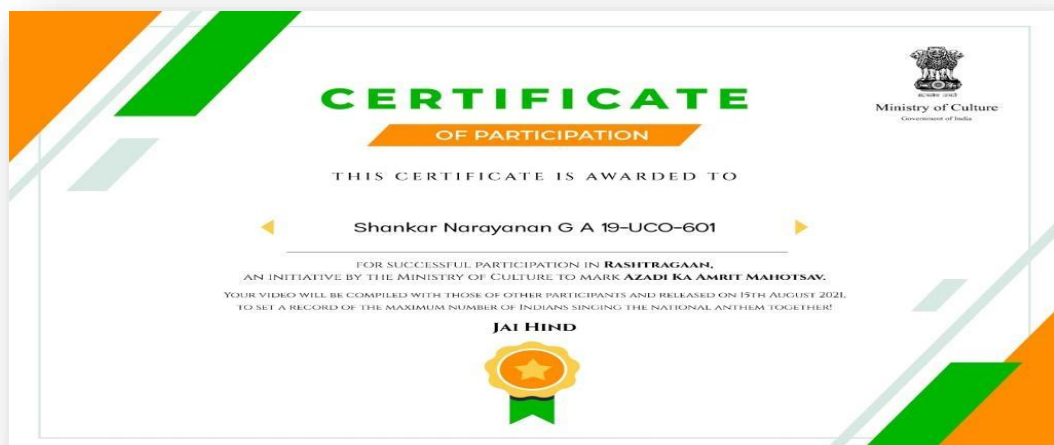 CERTIFICATE
OF PARTICIPATION
सत्यमेव जयते
Ministry of Culture
Government of India
THIS CERTIFICATE IS AWARDED TO
Shankar Narayanan G A 19-UCO-601
FOR SUCCESSFUL PARTICIPATION IN RASHTRAGAAN,
AN INITIATIVE BY THE MINISTRY OF CULTURE TO MARK AZADI KA AMRIT MAHOTSAV.
YOUR VIDEO WILL BE COMPILED WITH THOSE OF OTHER PARTICIPANTS AND RELEASED ON 15TH AUGUST 2021,
TO SET A RECORD OF THE MAXIMUM NUMBER OF INDIANS SINGING THE NATIONAL ANTHEM TOGETHER!
JAI HIND